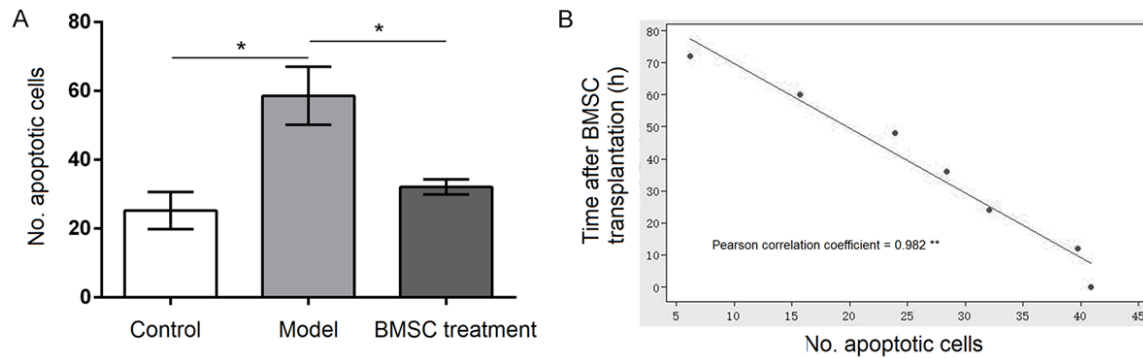 A
No. apoptotic cells
80
60
40
20
0
*
*
Control Model BMSC treatment
B
Time after BMSC
transplantation (h)
80
70
60
50
40
30
20
10
0
Pearson correlation coefficient = 0.982 **
5 10 15 20 25 30 35 40 45
No. apoptotic cells